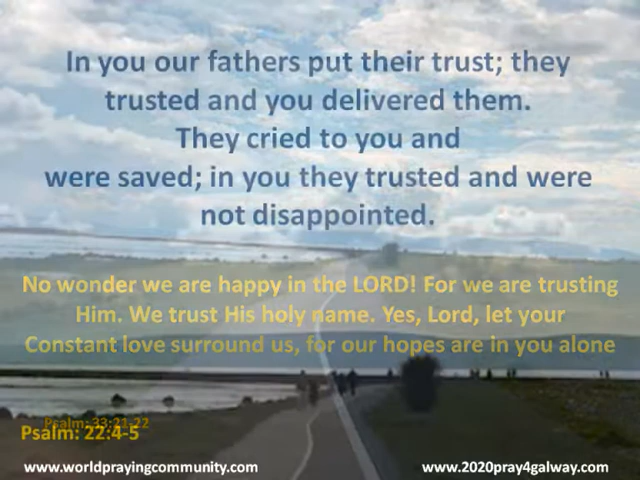 In you our fathers put their trust; they
trusted and you delivered them.
They cried to you and
were saved; in you they trusted and were
not disappointed.
No wonder we are happy in the LORD! For we are trusting
Him. We trust His holy name. Yes, Lord, let your
Constant love surround us, for our hopes are in you alone
Psalm: 33:21-22
Psalm: 22:4-5
www.worldprayingcommunity.com
www.2020pray4galway.com